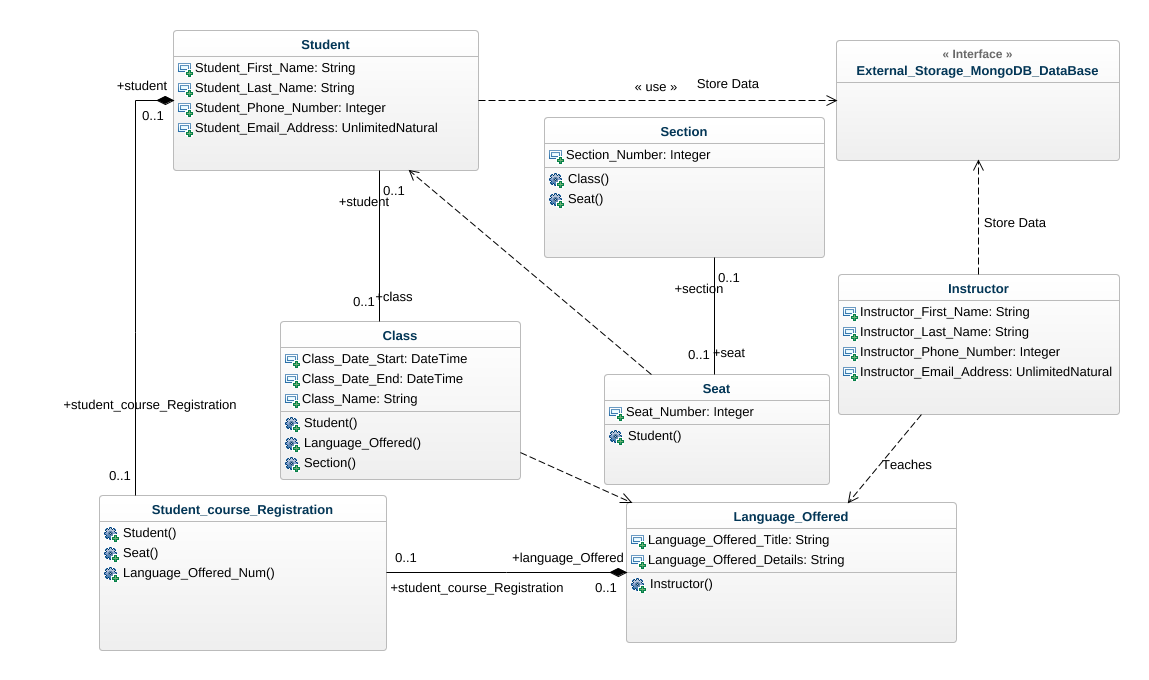 Student
Student_First_Name: String
Student_Last_Name: String
Student_Phone_Number: Integer
Student_Email_Address: UnlimitedNatural
« Interface »
External_Storage_MongoDB_DataBase
+student
0..1
« use »
Store Data
Section
Section_Number: Integer
Class()
Seat()
0..1
+student
Store Data
0..1
+section
Instructor
Instructor_First_Name: String
Instructor_Last_Name: String
Instructor_Phone_Number: Integer
Instructor_Email_Address: UnlimitedNatural
0..1
+class
Class
Class_Date_Start: DateTime
Class_Date_End: DateTime
Class_Name: String
Student()
Language_Offered()
Section()
0..1
+seat
Seat
Seat_Number: Integer
Student()
+student_course_Registration
0..1
Teaches
Student_course_Registration
Student()
Seat()
Language_Offered_Num()
Language_Offered
Language_Offered_Title: String
Language_Offered_Details: String
Instructor()
0..1
+language_Offered
+student_course_Registration
0..1